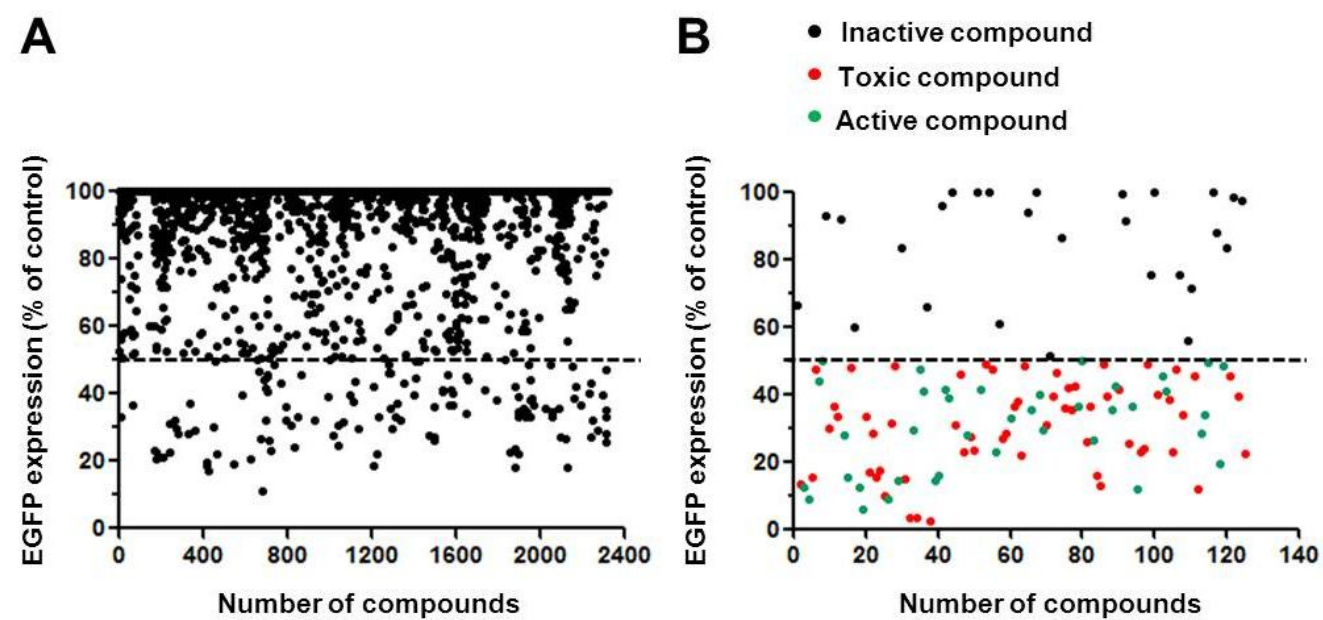 A
EGFP expression (% of control)
100
80
60
40
20
0
0 400 800 1200 1600 2000 2400
Number of compounds
B
Inactive compound
Toxic compound
Active compound
EGFP expression (% of control)
100
80
60
40
20
0
0 20 40 60 80 100 120 140
Number of compounds